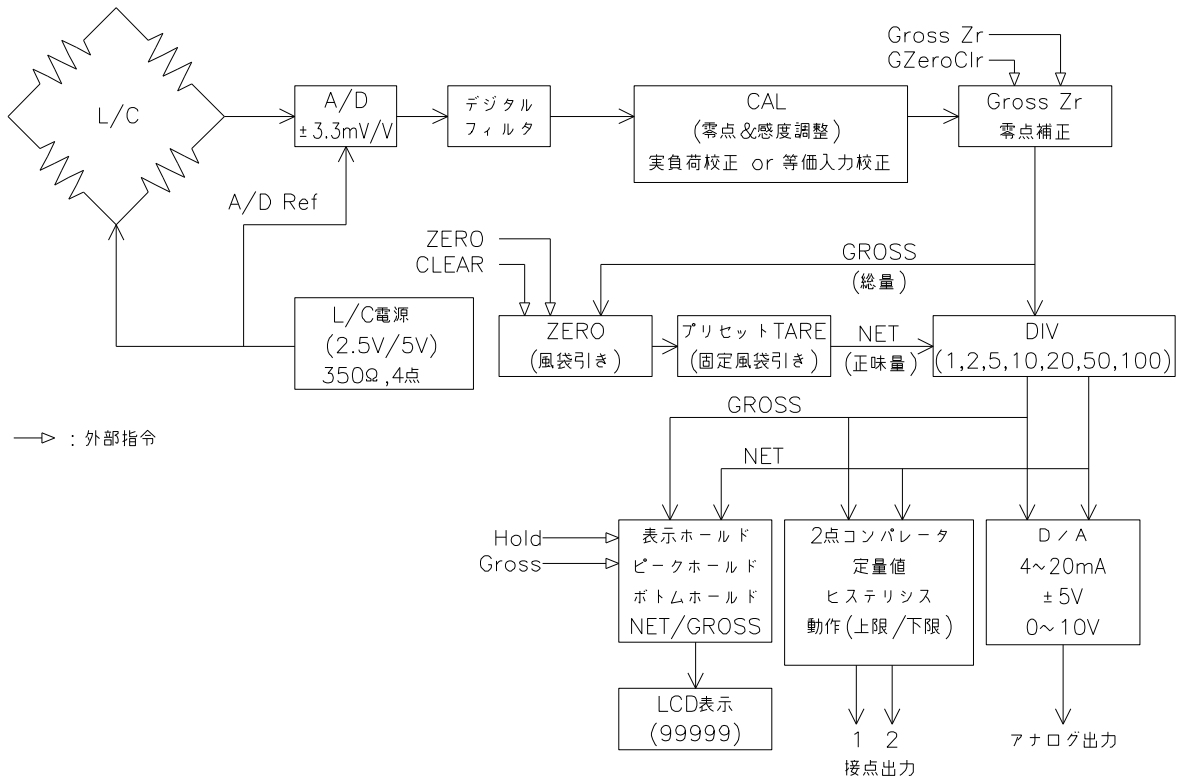 Gross Zr
GZeroClr
L/C
A/D
±3.3mV/V
デジタル
フィルタ
CAL
(零点&感度調整)
実負荷校正 or 等価入力校正
Gross Zr
零点補正
A/D Ref
ZERO
CLEAR
GROSS
(総量)
L/C電源
(2.5V/5V)
350Ω,4点
ZERO
(風袋引き)
プリセットTARE
(固定風袋引き)
NET
(正味量)
DIV
(1,2,5,10,20,50,100)
GROSS
: 外部指令
NET
Hold
Gross
表示ホールド
ピークホールド
ボトムホールド
NET/GROSS
2点コンパレータ
定量値
ヒステリシス
動作(上限/下限)
D/A
4~20mA
±5V
0~10V
LCD表示
(99999)
1 2
接点出力
アナログ出力